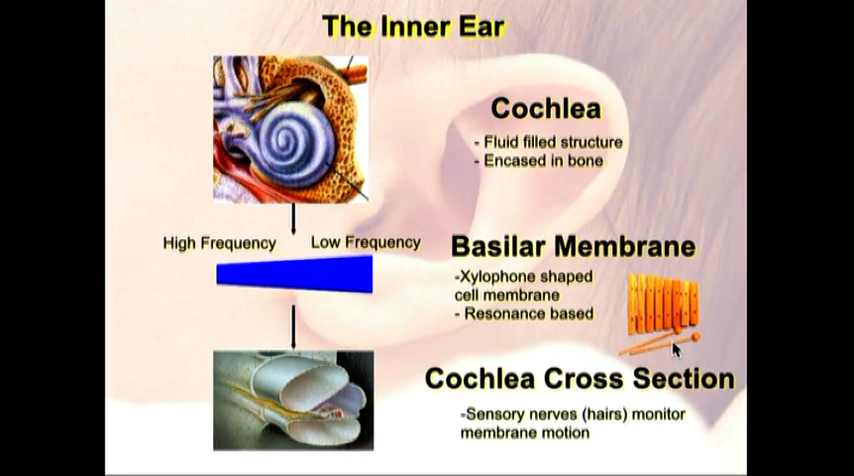 The Inner Ear
Cochlea
- Fluid filled structure
- Encased in bone
High Frequency
Low Frequency
Basilar Membrane
-Xylophone shaped
cell membrane
- Resonance based
Cochlea Cross Section
-Sensory nerves (hairs) monitor
membrane motion